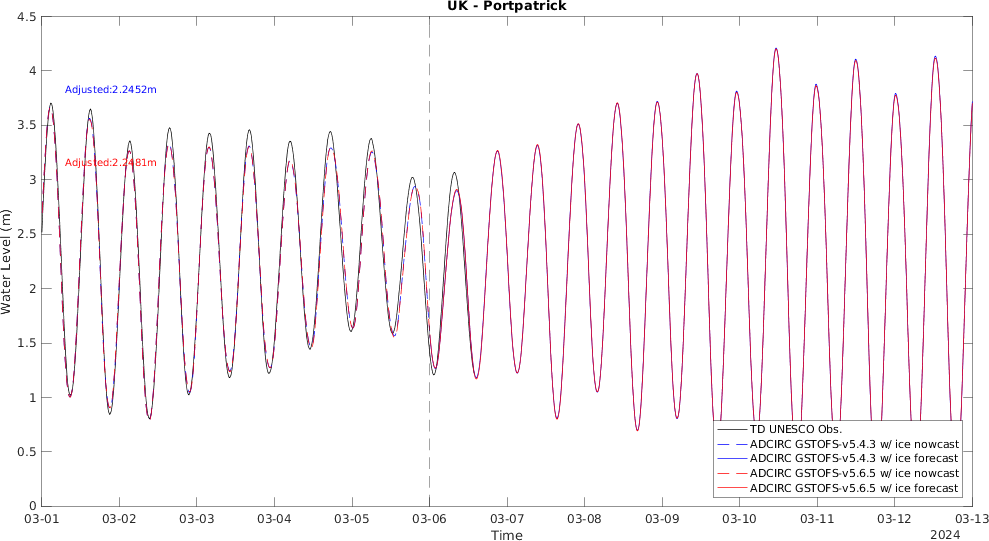 UK - Portpatrick
4.5
4
3.5
3
2.5
2
1.5
1
0.5
0
Water Level (m)
Adjusted:2.2452m
Adjusted:2.2481m
TD UNESCO Obs.
ADCIRC GSTOFS-v5.4.3 w/ ice nowcast
ADCIRC GSTOFS-v5.4.3 w/ ice forecast
ADCIRC GSTOFS-v5.6.5 w/ ice nowcast
ADCIRC GSTOFS-v5.6.5 w/ ice forecast
03-01 03-02 03-03 03-04 03-05 03-06 03-07 03-08 03-09 03-10 03-11 03-12 03-13
Time
2024